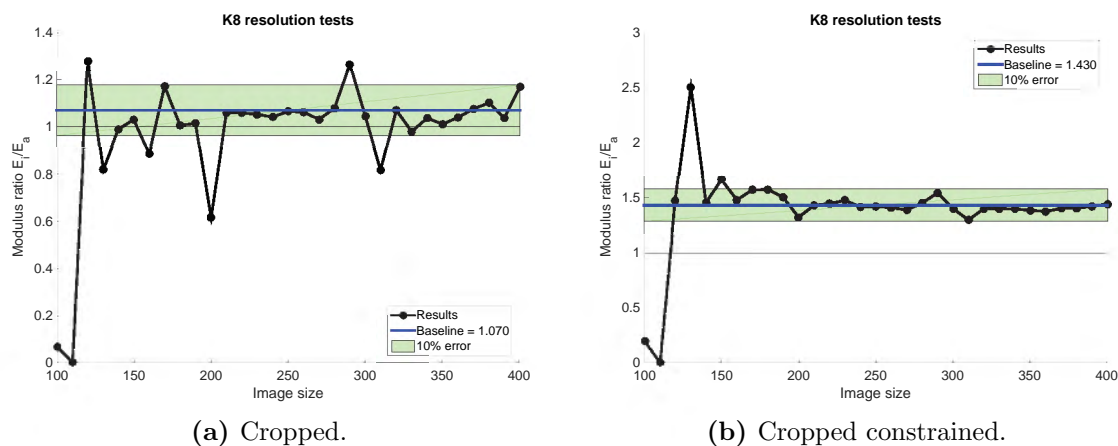 K8 resolution tests
1.4
1.2
1
0.8
0.6
0.4
0.2
0
Modulus ratio E_i/E_a
100
150
200
250
300
350
400
Image size
Results
Baseline = 1.070
10% error
(a) Cropped.
K8 resolution tests
3
2.5
2
1.5
1
0.5
0
Modulus ratio E_i/E_a
100
150
200
250
300
350
400
Image size
Results
Baseline = 1.430
10% error
(b) Cropped constrained.